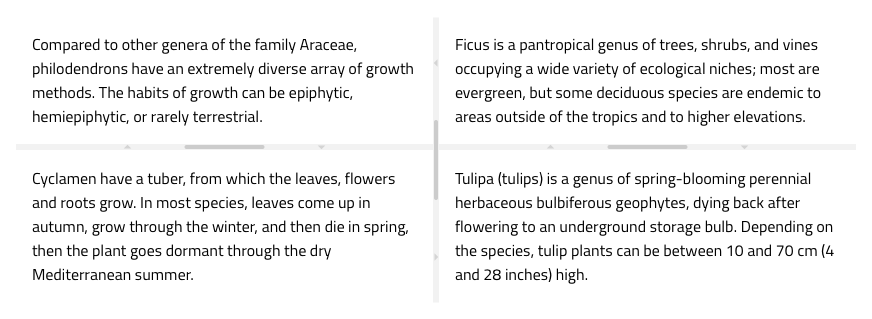 Compared to other genera of the family Araceae,
philodendrons have an extremely diverse array of growth
methods. The habits of growth can be epiphytic,
hemiepiphytic, or rarely terrestrial.
Ficus is a pantropical genus of trees, shrubs, and vines
occupying a wide variety of ecological niches; most are
evergreen, but some deciduous species are endemic to
areas outside of the tropics and to higher elevations.
Cyclamen have a tuber, from which the leaves, flowers
and roots grow. In most species, leaves come up in
autumn, grow through the winter, and then die in spring,
then the plant goes dormant through the dry
Mediterranean summer.
Tulipa (tulips) is a genus of spring-blooming perennial
herbaceous bulbiferous geophytes, dying back after
flowering to an underground storage bulb. Depending on
the species, tulip plants can be between 10 and 70 cm (4
and 28 inches) high.